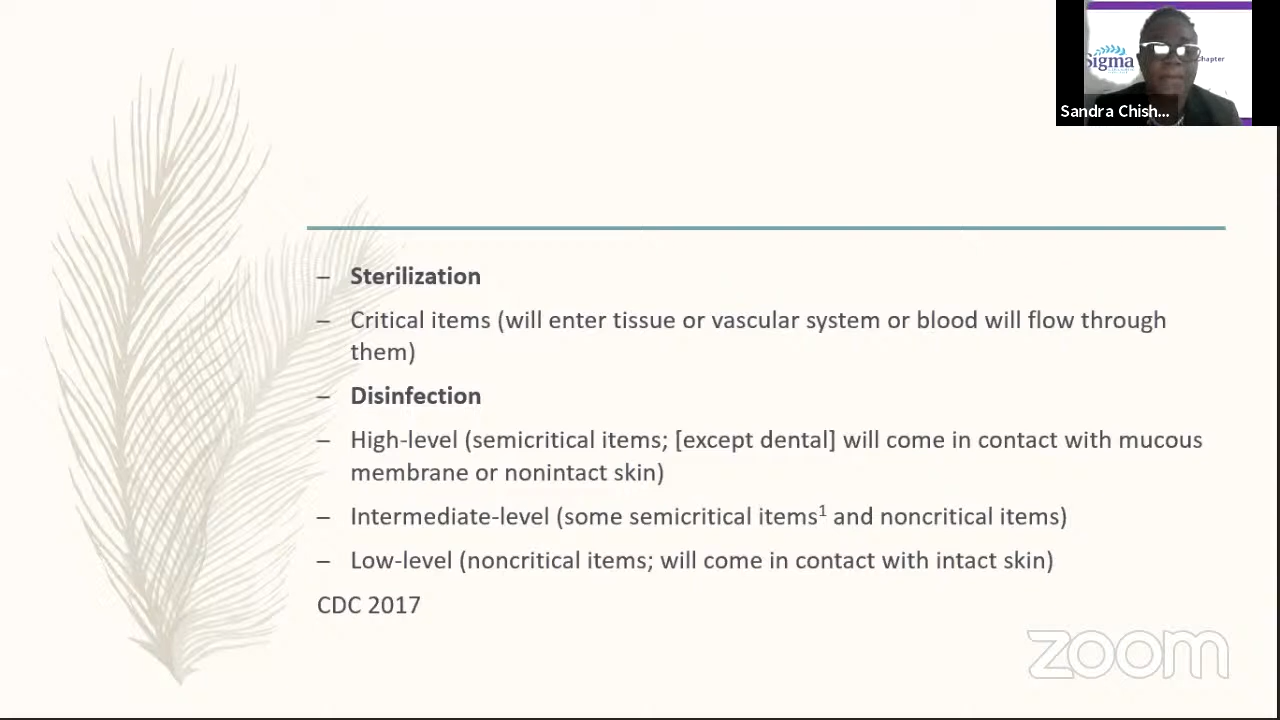 Sigma
Chapter
Sandra Chish...
– Sterilization
– Critical items (will enter tissue or vascular system or blood will flow through
them)
– Disinfection
– High-level (semicritical items; [except dental] will come in contact with mucous
membrane or nonintact skin)
– Intermediate-level (some semicritical items¹ and noncritical items)
– Low-level (noncritical items; will come in contact with intact skin)
CDC 2017
zoom